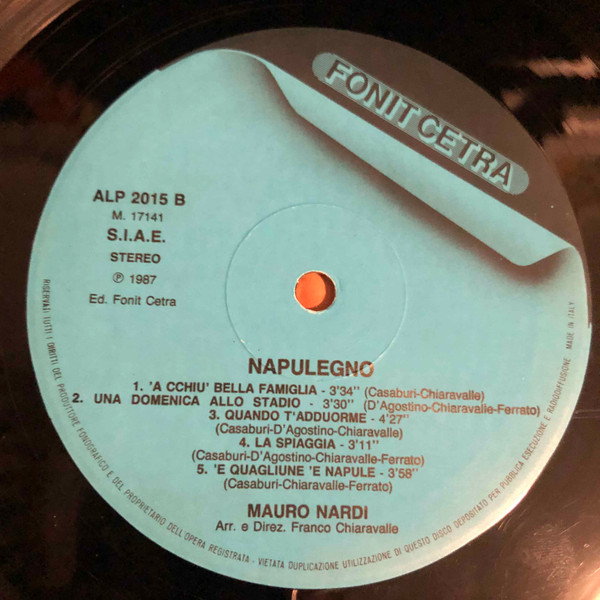 FONIT CETRA
ALP 2015 B
M. 17141
S.I.A.E.
STEREO
℗ 1987
Ed. Fonit Cetra
NAPULEGNO
1. 'A CCHIU' BELLA FAMIGLIA - 3'34" (Casaburi-Chiaravalle)
2. UNA DOMENICA ALLO STADIO - 3'30" (D'Agostino-Chiaravalle-Ferrato)
3. QUANDO T'ADDUORME - 4'27"
(Casaburi-D'Agostino-Chiaravalle)
4. LA SPIAGGIA - 3'11"
(Casaburi-D'Agostino-Chiaravalle-Ferrato)
5. 'E QUAGLIUNE 'E NAPULE - 3'58"
(Casaburi-Chiaravalle-Ferrato)
MAURO NARDI
Arr. e Direz. Franco Chiaravalle
RISERVATI TUTTI I DIRITTI DEL PRODUTTORE FONOGRAFICO E DEL PROPRIETARIO DELL'OPERA REGISTRATA - VIETATA DUPLICAZIONE UTILIZZAZIONE DI QUESTO DISCO DEPOSITATO PER PUBBLICA ESECUZIONE E RADIODIFFUSIONE. MADE IN ITALY